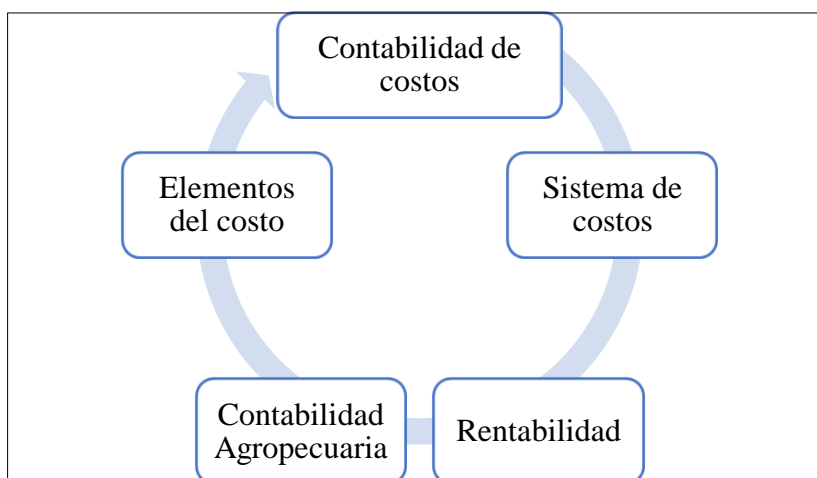 Contabilidad de
costos
Sistema de
costos
Rentabilidad
Contabilidad
Agropecuaria
Elementos
del costo